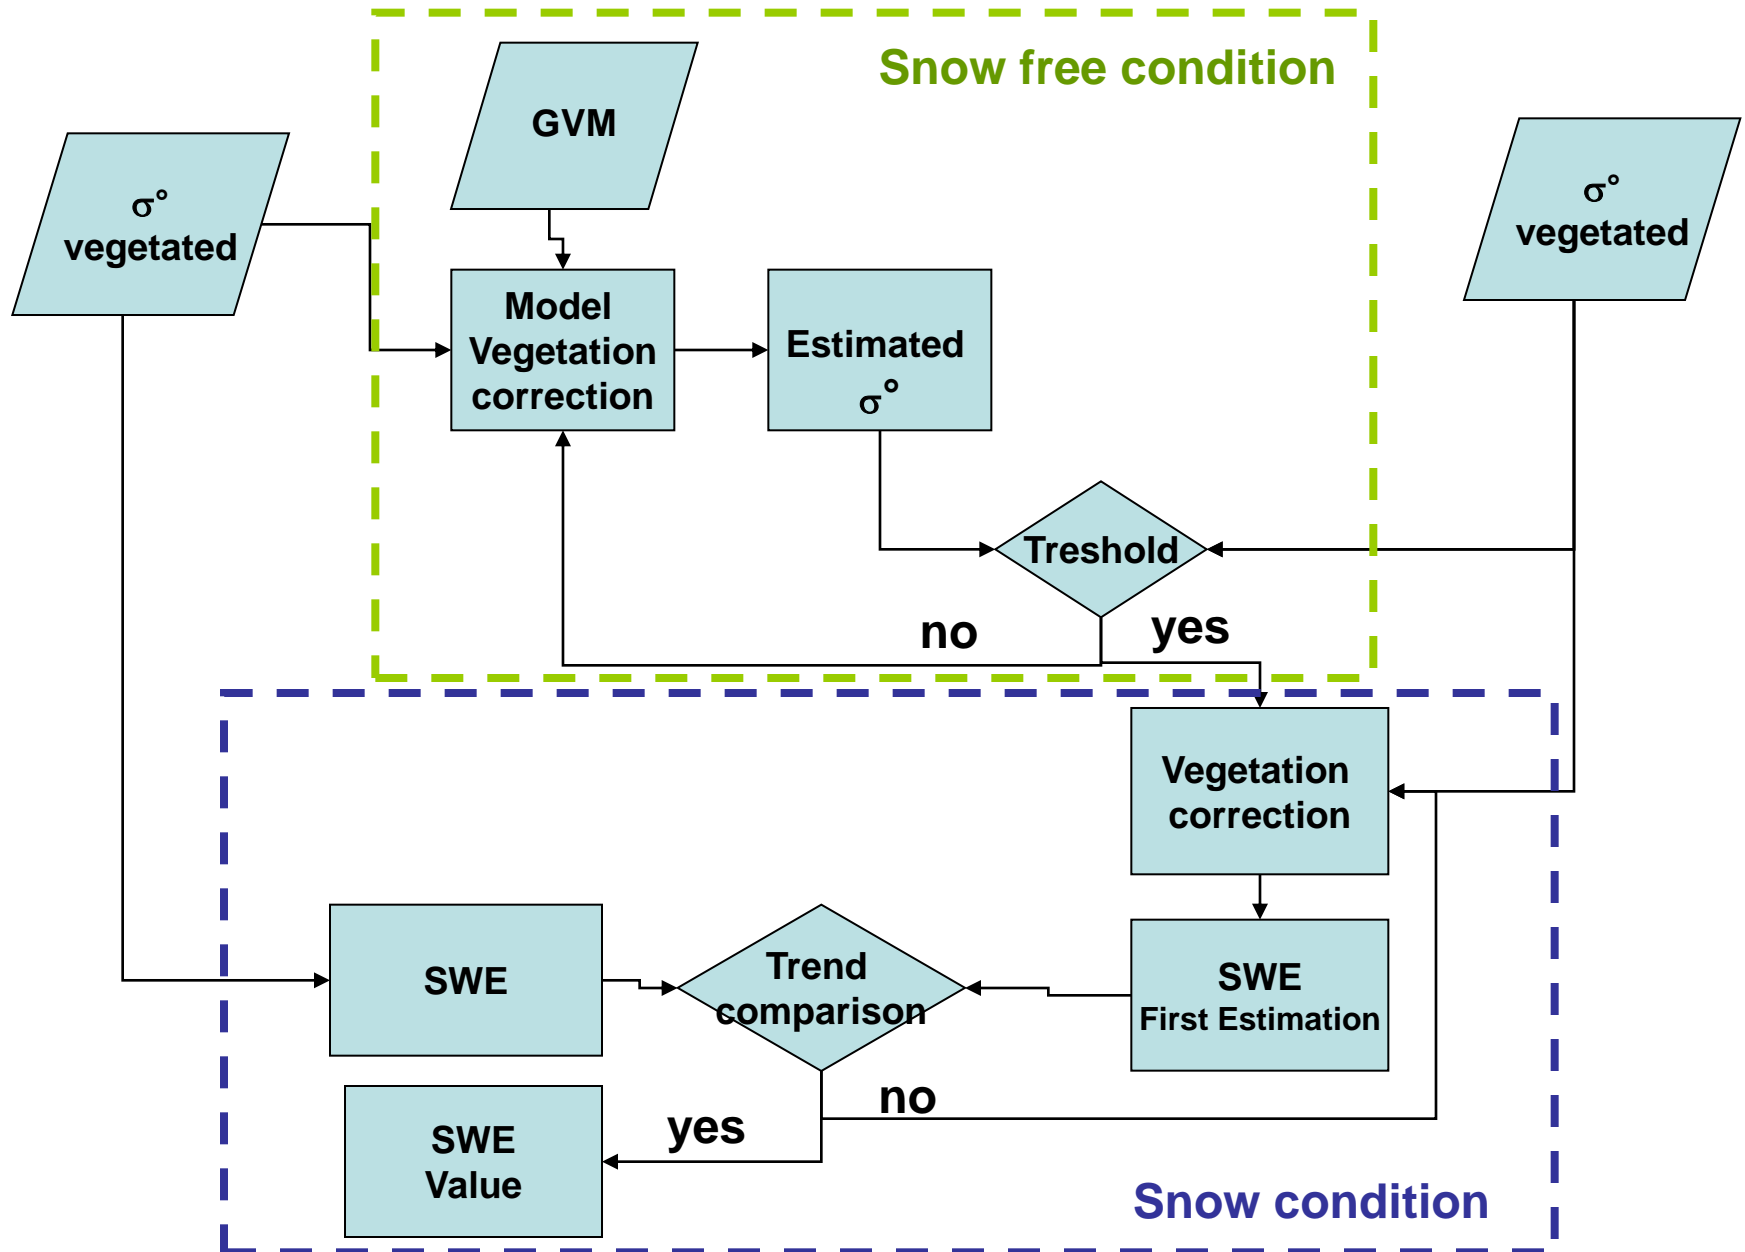 Snow free condition
GVM
σ°
vegetated
σ°
vegetated
Model
Vegetation
correction
Estimated
σ°
Treshold
no
yes
Vegetation
correction
SWE
Trend
comparison
SWE
First Estimation
no
yes
SWE
Value
Snow condition